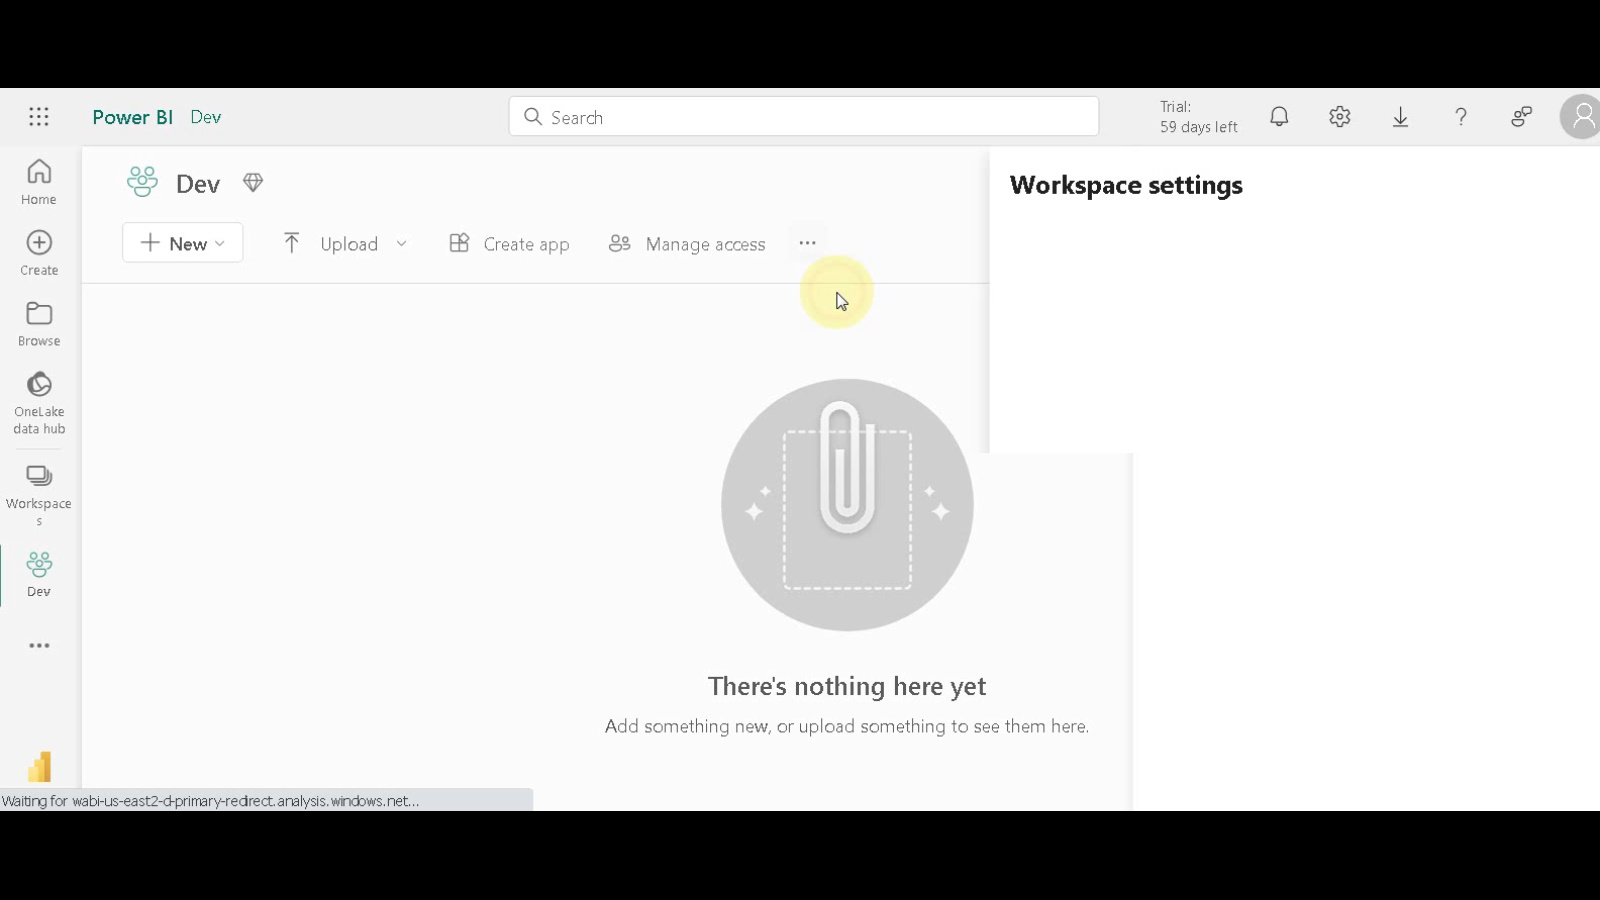 Power BI Dev
Search
Trial:
59 days left
Home
Create
Browse
OneLake
data hub
Workspace
s
Dev
Dev
New
Upload
Create app
Manage access
Workspace settings
There's nothing here yet
Add something new, or upload something to see them here.
Waiting for wabi-us-east2-d-primary-redirect.analysis.windows.net...